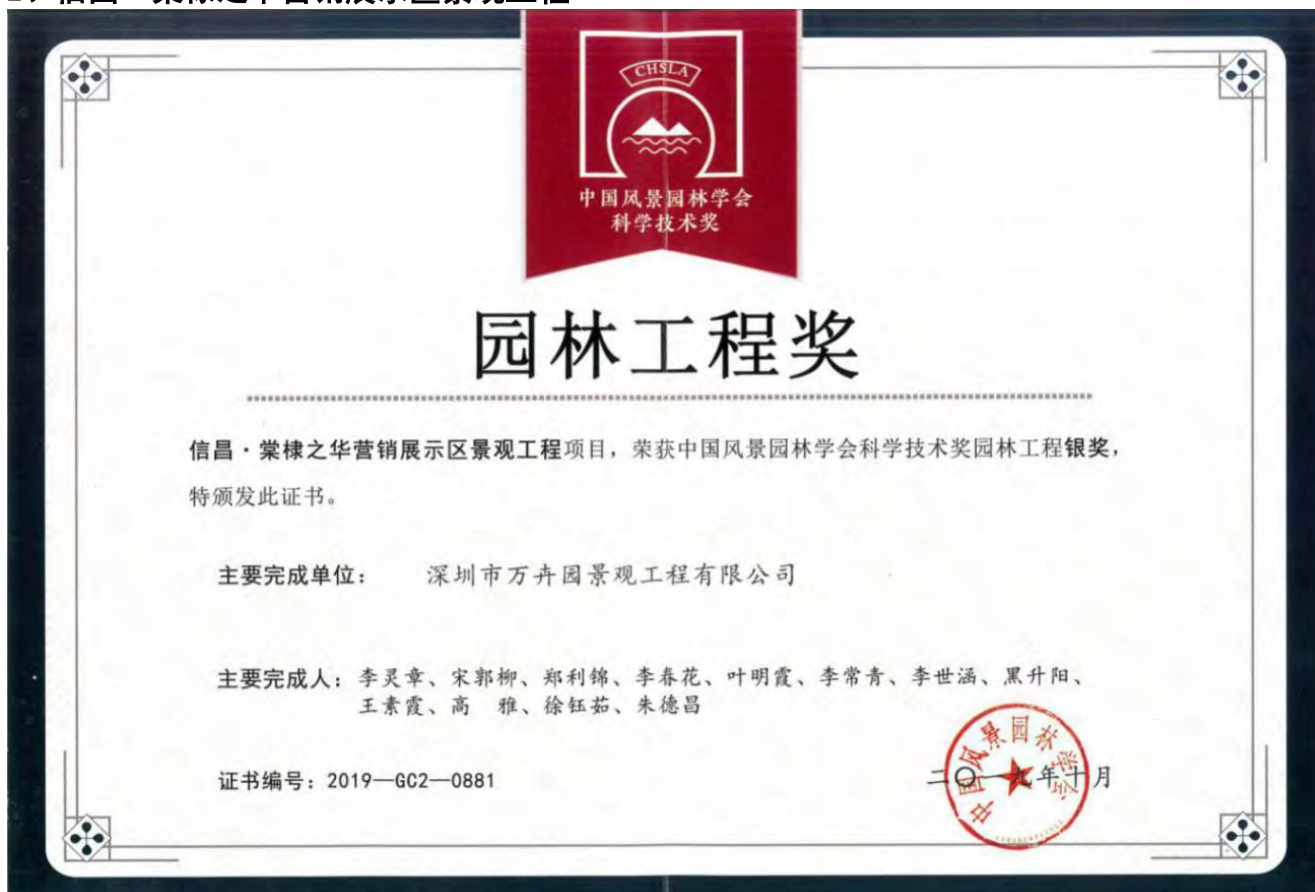 CHSLA
中国风景园林学会
科学技术奖
园林工程奖
信昌·棠棣之华营销展示区景观工程项目，荣获中国风景园林学会科学技术奖园林工程银奖，
特颁发此证书。
主要完成单位： 深圳市万卉园景观工程有限公司
主要完成人：李灵章、宋郭柳、郑利锦、李春花、叶明霞、李常青、李世涵、黑升阳、
王素霞、高 雅、徐钰茹、朱德昌
中国风景园林学会
证书编号：2019—GC2—0881
二〇一九年十月